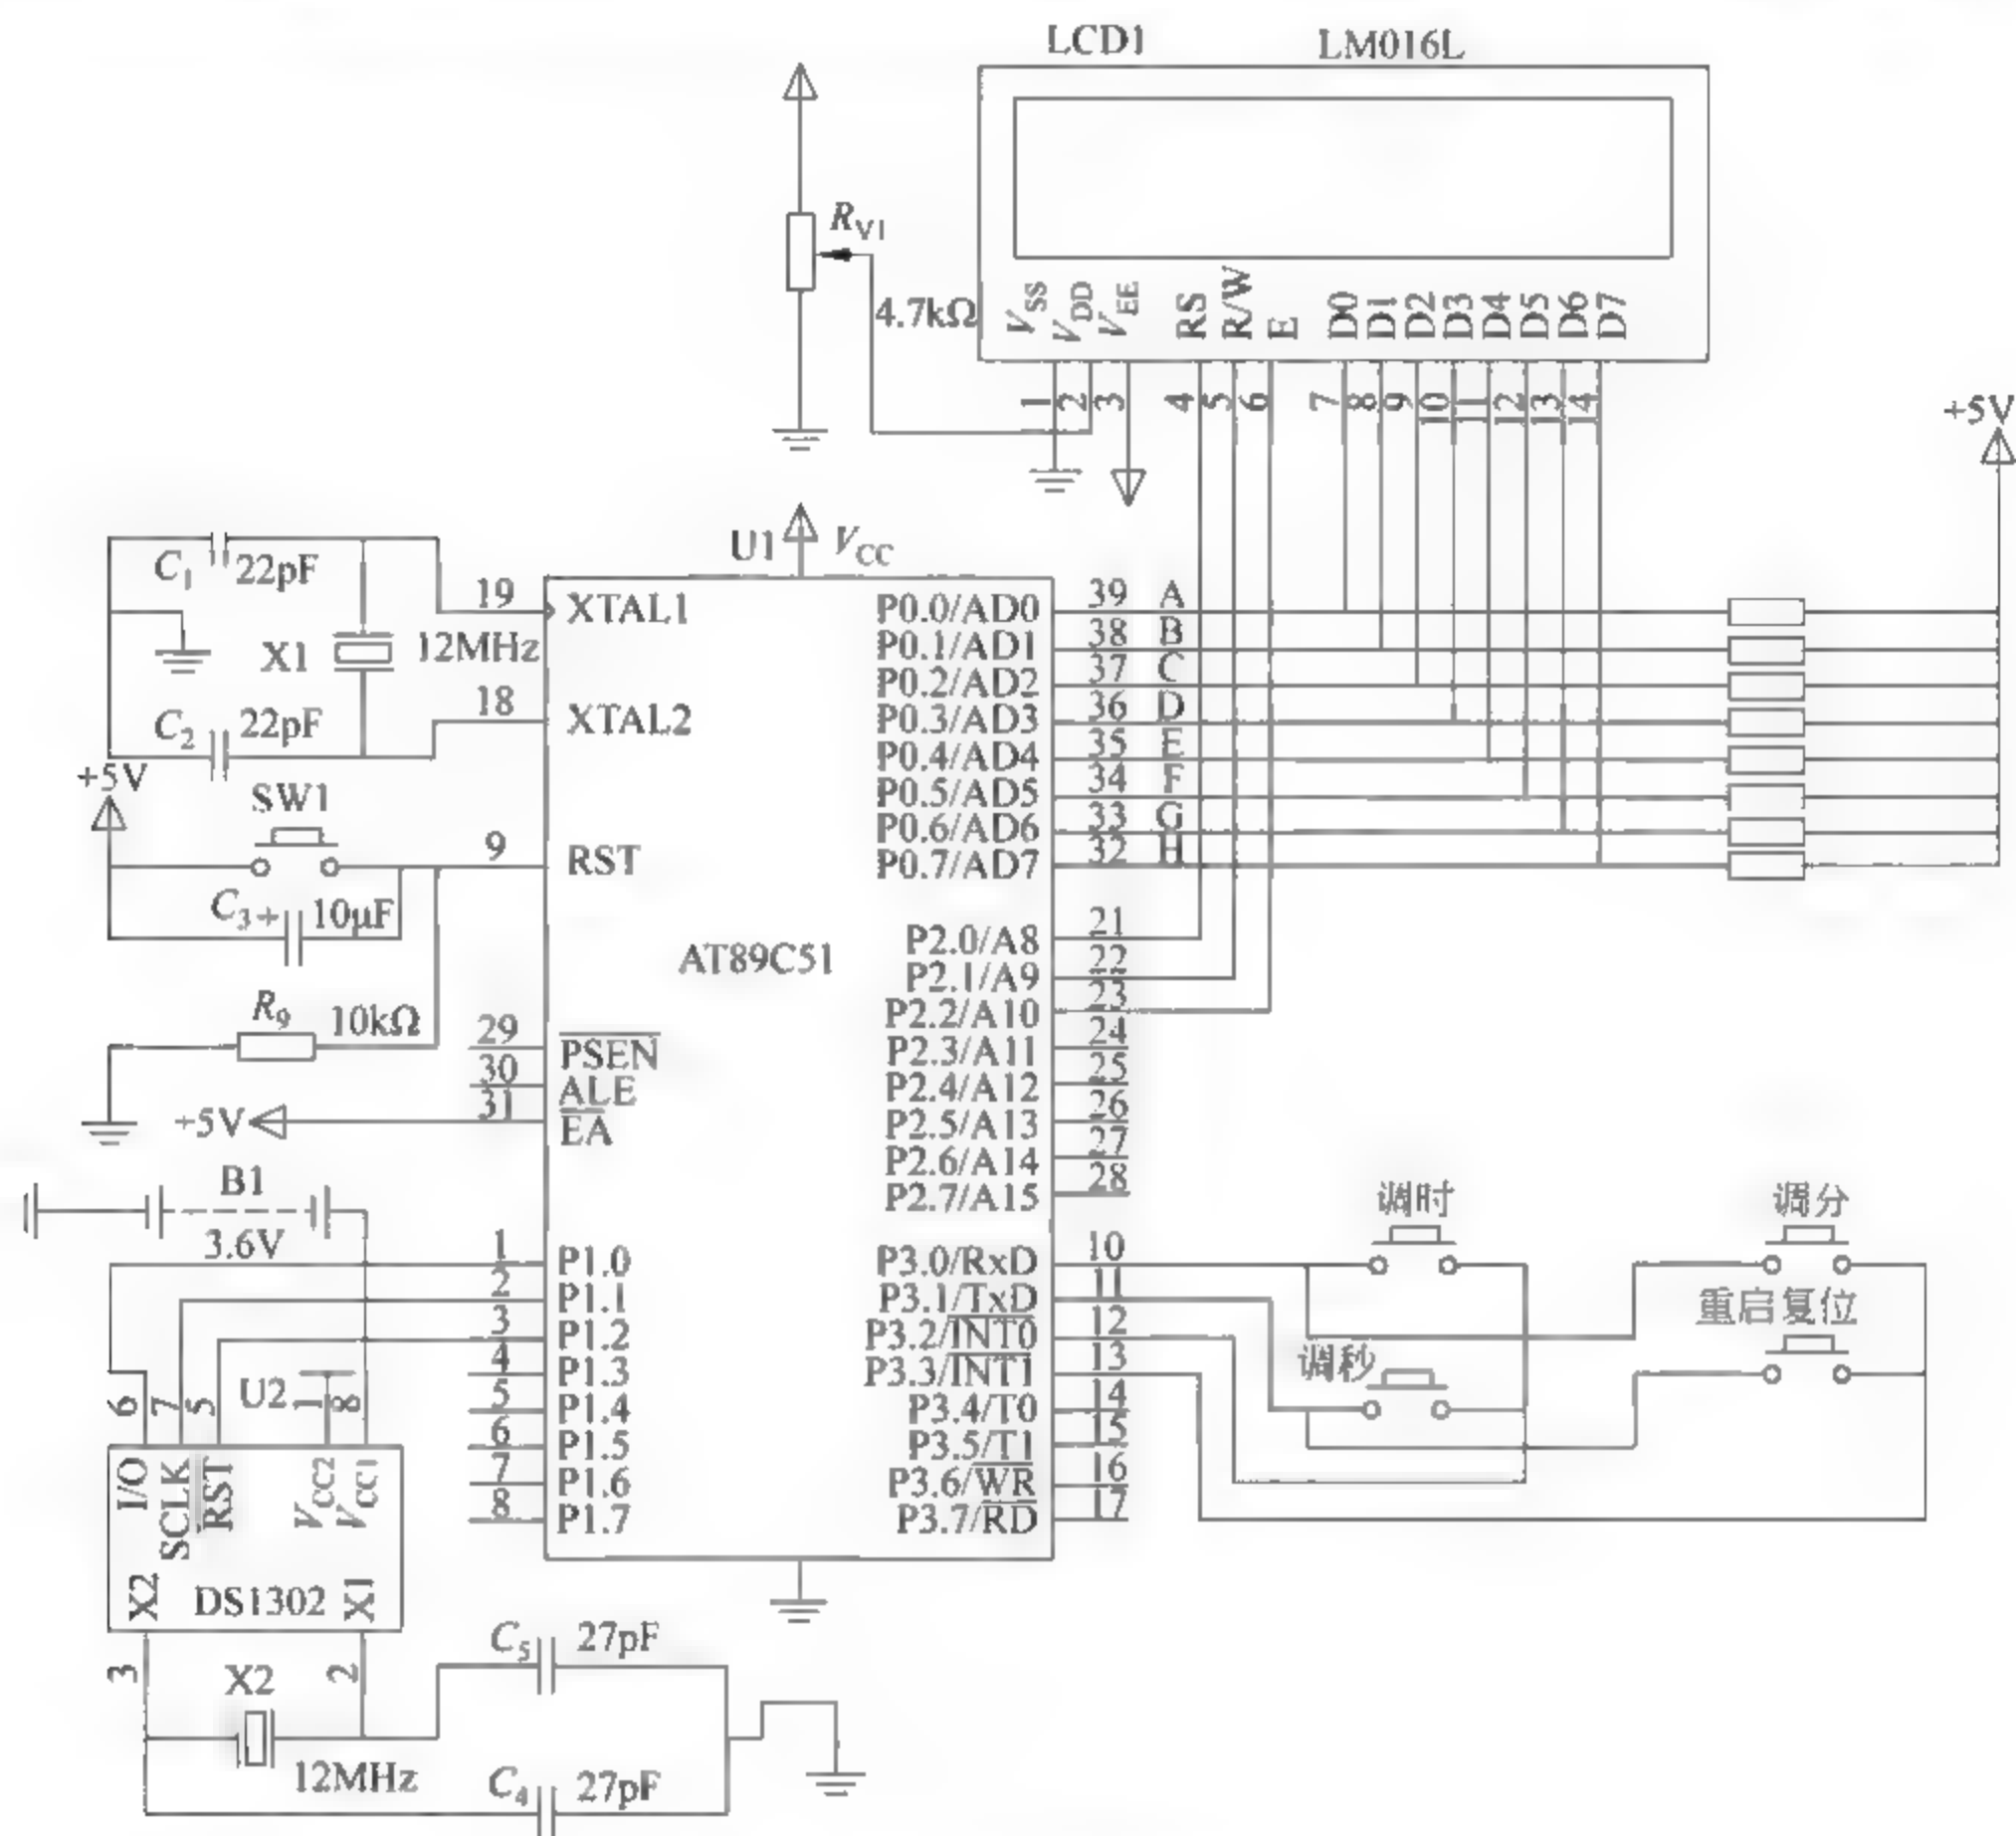 LCD1
LM016L
R_V1
4.7kΩ
V_SS
V_DD
V_EE
RS
R/W
E
D0
D1
D2
D3
D4
D5
D6
D7
1
2
3
4
5
6
7
8
9
10
11
12
13
14
+5V
U1
V_CC
C_1 22pF
X1
12MHz
C_2 22pF
+5V
SW1
C_3 + 10μF
R_9 10kΩ
+5V
AT89C51
19 XTAL1
18 XTAL2
9 RST
29 PSEN
30 ALE
31 EA
1 P1.0
2 P1.1
3 P1.2
4 P1.3
5 P1.4
6 P1.5
7 P1.6
8 P1.7
P0.0/AD0 39 A
P0.1/AD1 38 B
P0.2/AD2 37 C
P0.3/AD3 36 D
P0.4/AD4 35 E
P0.5/AD5 34 F
P0.6/AD6 33 G
P0.7/AD7 32 H
P2.0/A8 21
P2.1/A9 22
P2.2/A10 23
P2.3/A11 24
P2.4/A12 25
P2.5/A13 26
P2.6/A14 27
P2.7/A15 28
P3.0/RxD 10
P3.1/TxD 11
P3.2/INT0 12
P3.3/INT1 13
P3.4/T0 14
P3.5/T1 15
P3.6/WR 16
P3.7/RD 17
调时
调分
重启复位
调秒
B1
3.6V
U2
6
7
5
1
8
I/O
SCLK
RST
V_CC2
V_CC1
X2
DS1302
X1
3
2
X2
12MHz
C_5 27pF
C_4 27pF